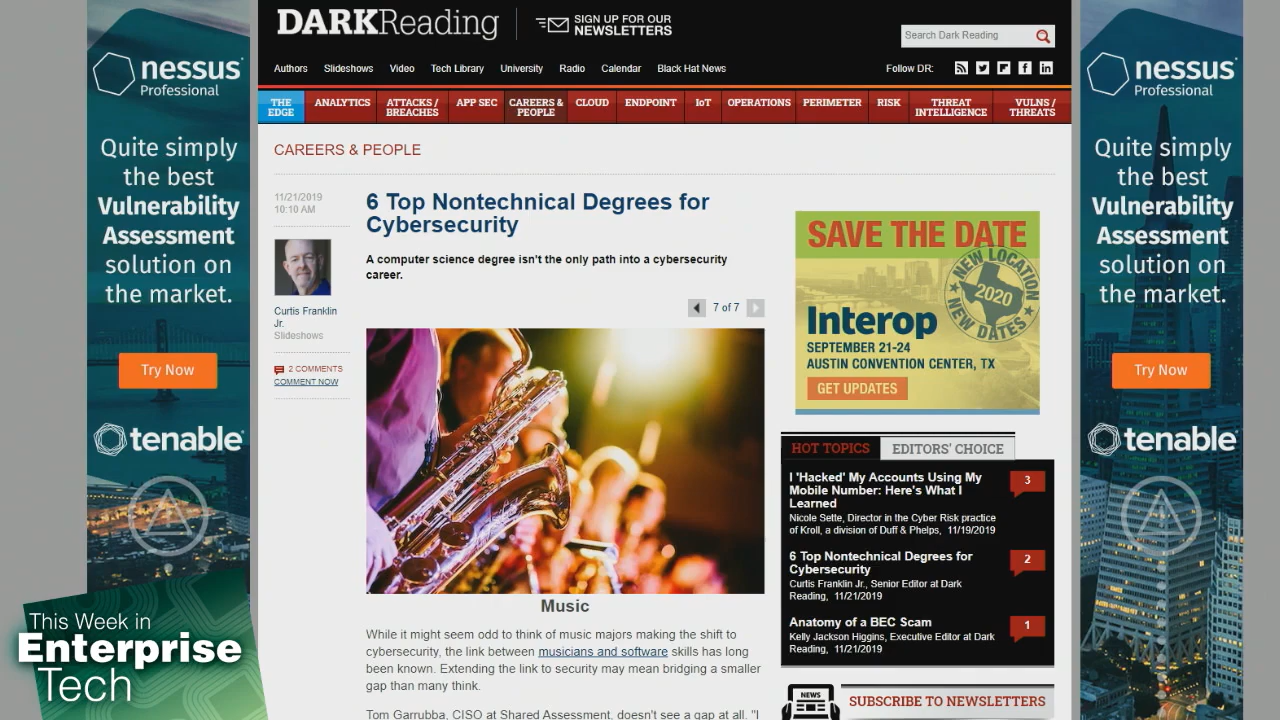 DARKReading
SIGN UP FOR OUR
NEWSLETTERS
Search Dark Reading
Authors Slideshows Video Tech Library University Radio Calendar Black Hat News
Follow DR:
THE EDGE
ANALYTICS
ATTACKS / BREACHES
APP SEC
CAREERS & PEOPLE
CLOUD
ENDPOINT
IoT
OPERATIONS
PERIMETER
RISK
THREAT INTELLIGENCE
VULNS / THREATS
nessus
Professional
Quite simply
the best
Vulnerability
Assessment
solution on
the market.
Try Now
tenable
CAREERS & PEOPLE
11/21/2019
10:10 AM
Curtis Franklin
Jr.
Slideshows
2 COMMENTS
COMMENT NOW
6 Top Nontechnical Degrees for
Cybersecurity
A computer science degree isn't the only path into a cybersecurity
career.
7 of 7
Music
While it might seem odd to think of music majors making the shift to
cybersecurity, the link between musicians and software skills has long
been known. Extending the link to security may mean bridging a smaller
gap than many think.
Tom Garrubba, CISO at Shared Assessment, doesn't see a gap at all. "I
SAVE THE DATE
NEW LOCATION
2020
NEW DATES
Interop
SEPTEMBER 21-24
AUSTIN CONVENTION CENTER, TX
GET UPDATES
HOT TOPICS
EDITORS' CHOICE
I 'Hacked' My Accounts Using My
Mobile Number: Here's What I
Learned
3
Nicole Sette, Director in the Cyber Risk practice
of Kroll, a division of Duff & Phelps, 11/19/2019
6 Top Nontechnical Degrees for
Cybersecurity
2
Curtis Franklin Jr., Senior Editor at Dark
Reading, 11/21/2019
Anatomy of a BEC Scam
1
Kelly Jackson Higgins, Executive Editor at Dark
Reading, 11/21/2019
NEWS
SUBSCRIBE TO NEWSLETTERS
nessus
Professional
Quite simply
the best
Vulnerability
Assessment
solution on
the market.
Try Now
tenable
This Week in
Enterprise
Tech